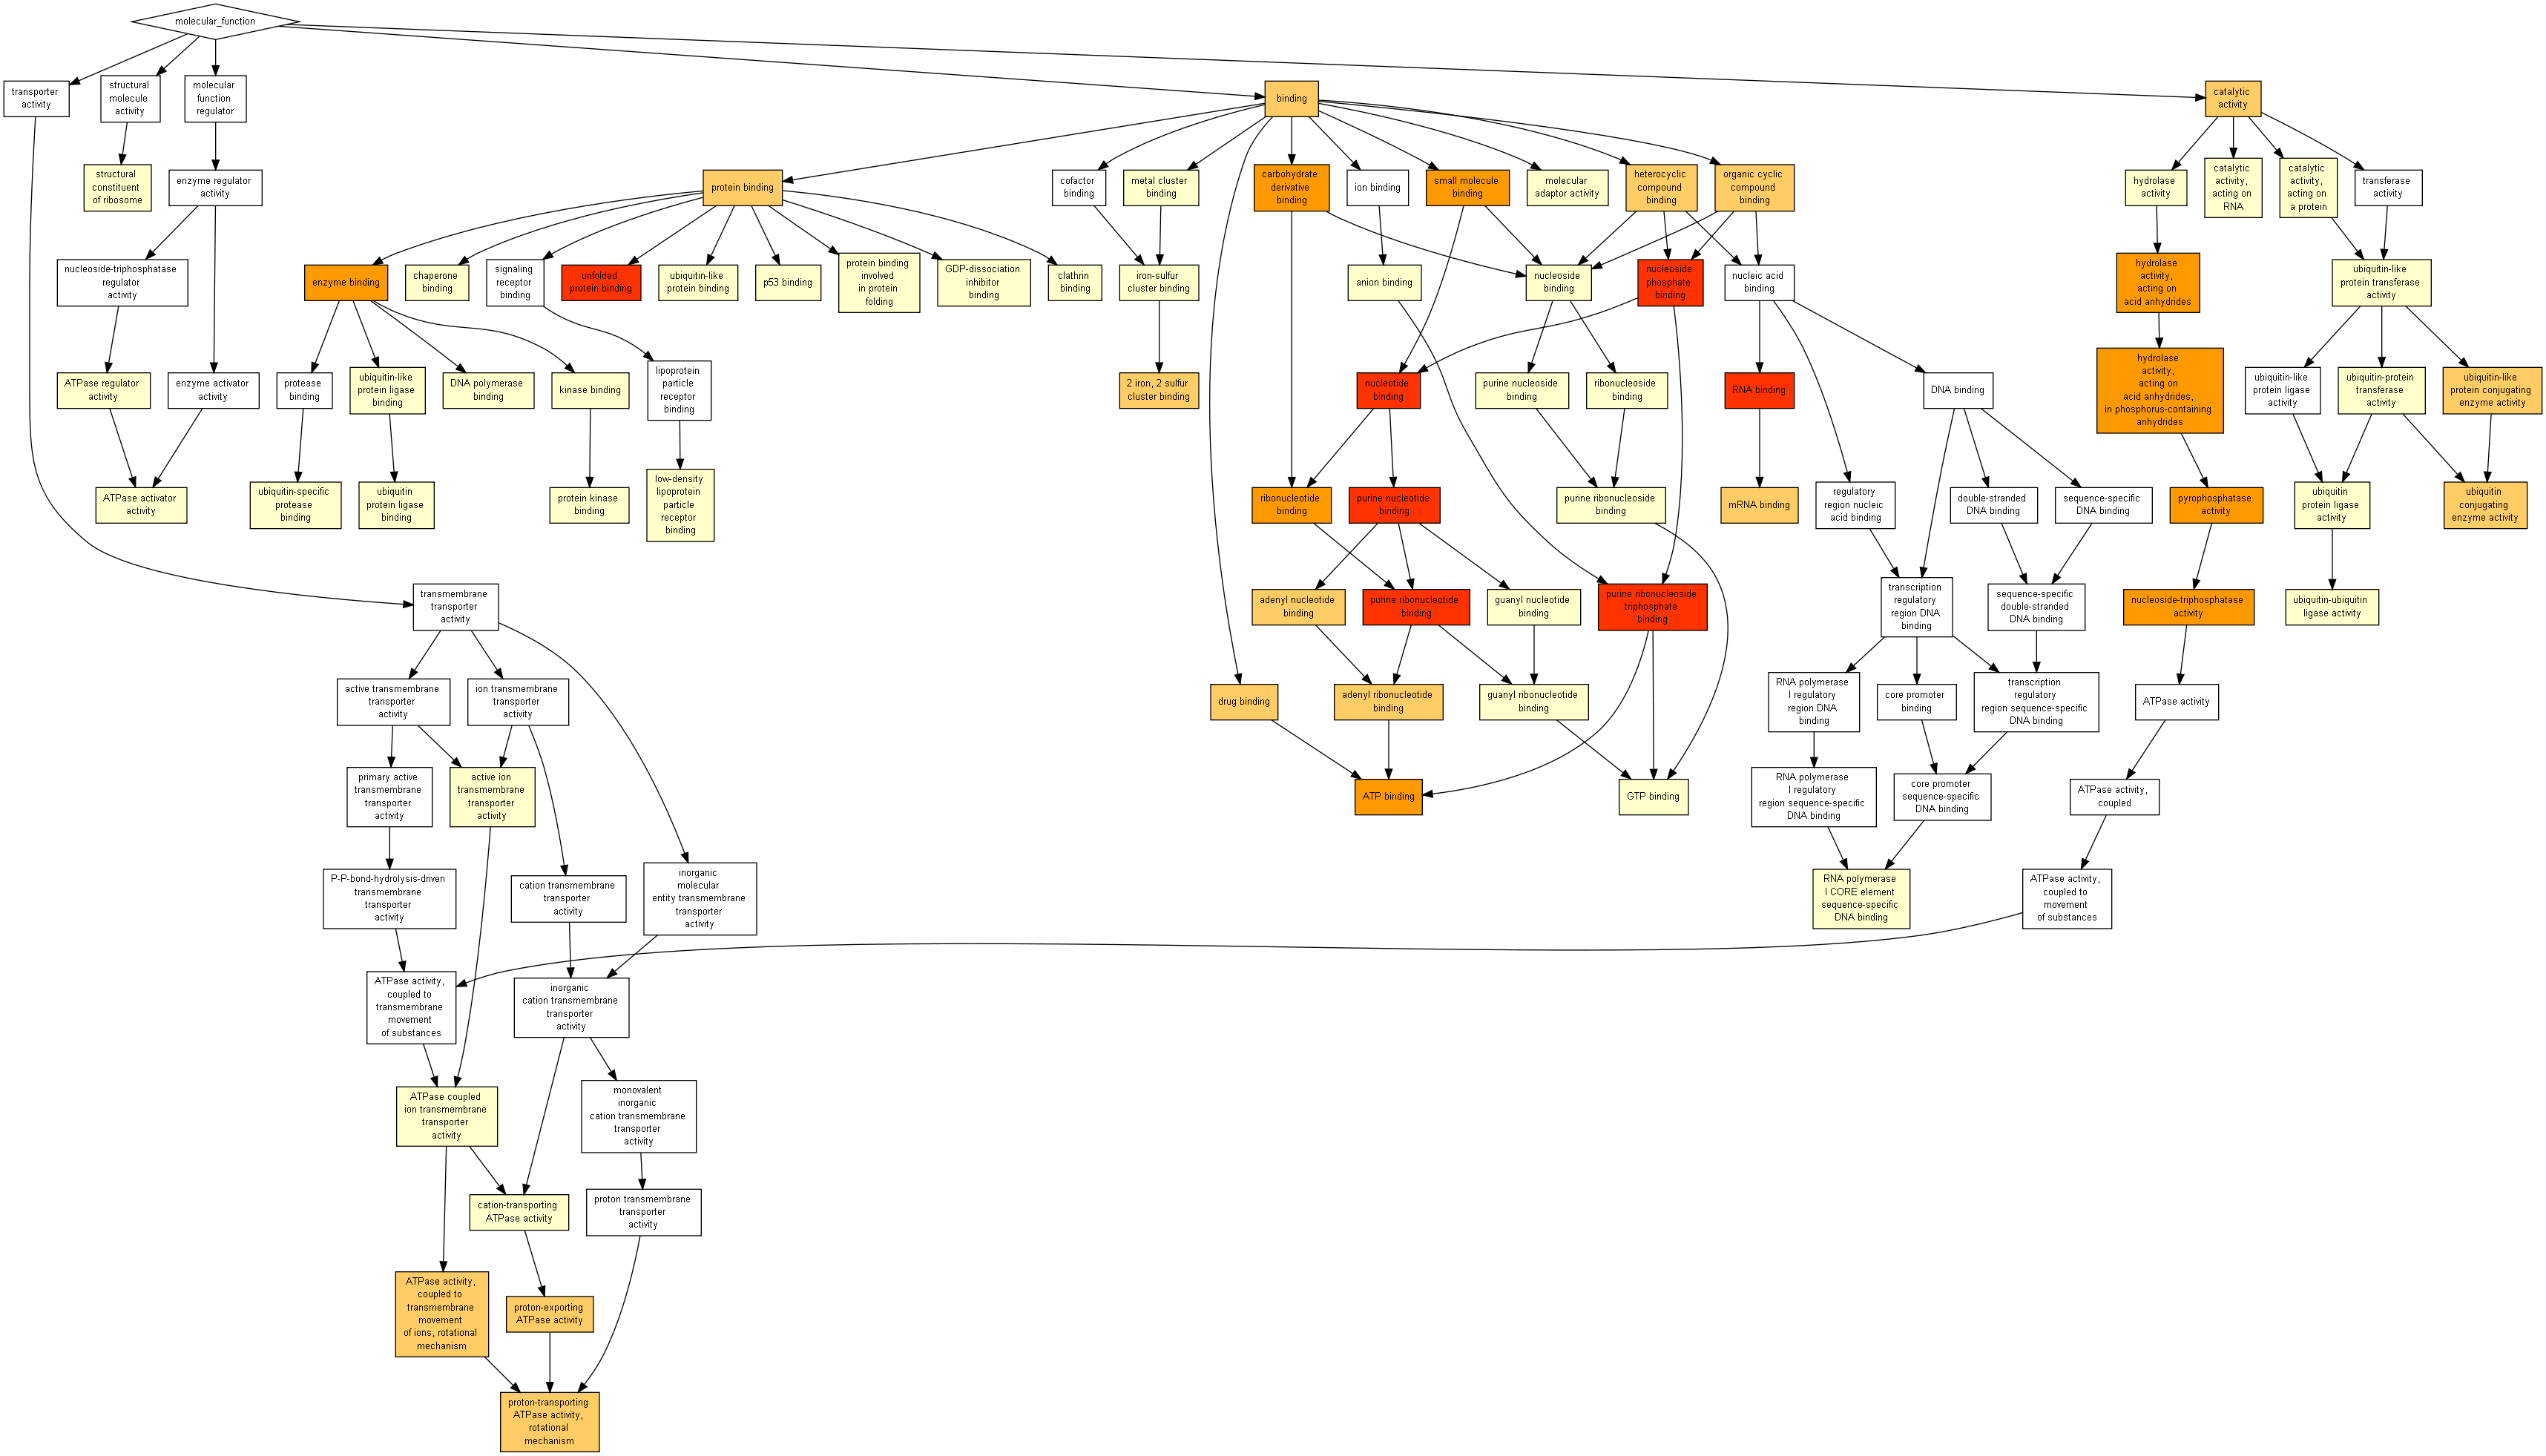 molecular_function
transporter
activity
structural
molecule
activity
molecular
function
regulator
binding
catalytic
activity
structural
constituent
of ribosome
enzyme regulator
activity
protein binding
cofactor
binding
metal cluster
binding
carbohydrate
derivative
binding
ion binding
small molecule
binding
molecular
adaptor activity
heterocyclic
compound
binding
organic cyclic
compound
binding
hydrolase
activity
catalytic
activity,
acting on
RNA
catalytic
activity,
acting on
a protein
transferase
activity
nucleoside-triphosphatase
regulator
activity
enzyme binding
chaperone
binding
signaling
receptor
binding
unfolded
protein binding
ubiquitin-like
protein binding
p53 binding
protein binding
involved
in protein
folding
GDP-dissociation
inhibitor
binding
clathrin
binding
iron-sulfur
cluster binding
anion binding
nucleoside
binding
nucleoside
phosphate
binding
nucleic acid
binding
hydrolase
activity,
acting on
acid anhydrides
ubiquitin-like
protein transferase
activity
ATPase regulator
activity
enzyme activator
activity
protease
binding
ubiquitin-like
protein ligase
binding
DNA polymerase
binding
kinase binding
lipoprotein
particle
receptor
binding
2 iron, 2 sulfur
cluster binding
nucleotide
binding
purine nucleoside
binding
ribonucleoside
binding
RNA binding
DNA binding
hydrolase
activity,
acting on
acid anhydrides,
in phosphorus-containing
anhydrides
ubiquitin-like
protein ligase
activity
ubiquitin-protein
transferase
activity
ubiquitin-like
protein conjugating
enzyme activity
ATPase activator
activity
ubiquitin-specific
protease
binding
ubiquitin
protein ligase
binding
protein kinase
binding
low-density
lipoprotein
particle
receptor
binding
ribonucleotide
binding
purine nucleotide
binding
purine ribonucleoside
binding
mRNA binding
regulatory
region nucleic
acid binding
double-stranded
DNA binding
sequence-specific
DNA binding
pyrophosphatase
activity
ubiquitin
protein ligase
activity
ubiquitin
conjugating
enzyme activity
transmembrane
transporter
activity
adenyl nucleotide
binding
purine ribonucleotide
binding
guanyl nucleotide
binding
purine ribonucleoside
triphosphate
binding
transcription
regulatory
region DNA
binding
sequence-specific
double-stranded
DNA binding
nucleoside-triphosphatase
activity
ubiquitin-ubiquitin
ligase activity
active transmembrane
transporter
activity
ion transmembrane
transporter
activity
drug binding
adenyl ribonucleotide
binding
guanyl ribonucleotide
binding
RNA polymerase
I regulatory
region DNA
binding
core promoter
binding
transcription
regulatory
region sequence-specific
DNA binding
ATPase activity
primary active
transmembrane
transporter
activity
active ion
transmembrane
transporter
activity
ATP binding
GTP binding
RNA polymerase
I regulatory
region sequence-specific
DNA binding
core promoter
sequence-specific
DNA binding
ATPase activity,
coupled
P-P-bond-hydrolysis-driven
transmembrane
transporter
activity
cation transmembrane
transporter
activity
inorganic
molecular
entity transmembrane
transporter
activity
RNA polymerase
I CORE element
sequence-specific
DNA binding
ATPase activity,
coupled to
movement
of substances
ATPase activity,
coupled to
transmembrane
movement
of substances
inorganic
cation transmembrane
transporter
activity
ATPase coupled
ion transmembrane
transporter
activity
monovalent
inorganic
cation transmembrane
transporter
activity
cation-transporting
ATPase activity
proton transmembrane
transporter
activity
ATPase activity,
coupled to
transmembrane
movement
of ions, rotational
mechanism
proton-exporting
ATPase activity
proton-transporting
ATPase activity,
rotational
mechanism